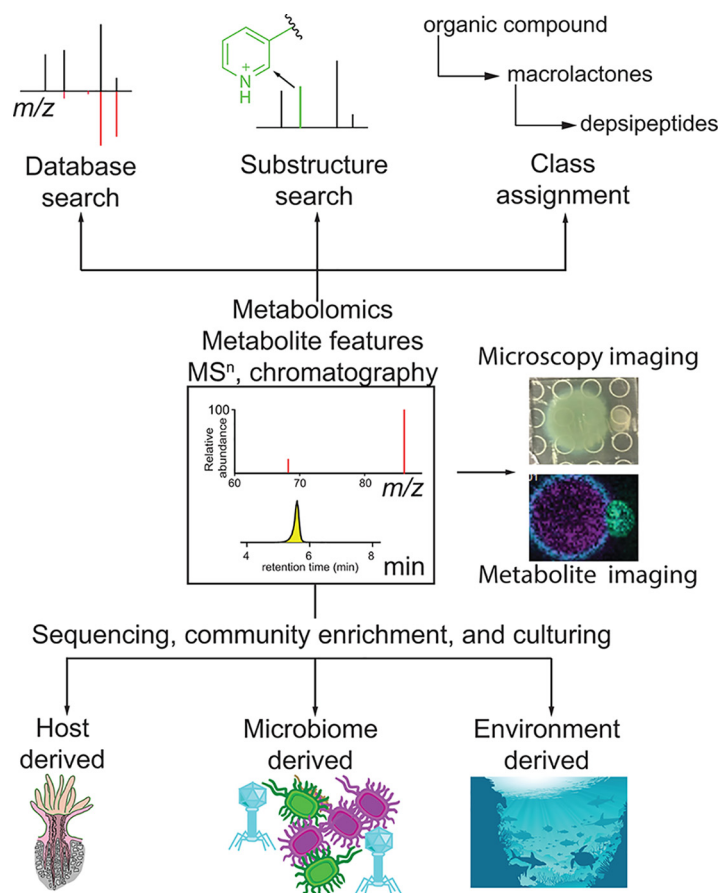 organic compound
macrolactones
depsipeptides
m/z
+
N
H
Database
search
Substructure
search
Class
assignment
Metabolomics
Metabolite features
MSⁿ, chromatography
Relative
abundance
100
60
70
80
m/z
4
6
8
retention time (min)
min
Microscopy imaging
Metabolite imaging
Sequencing, community enrichment, and culturing
Host
derived
Microbiome
derived
Environment
derived